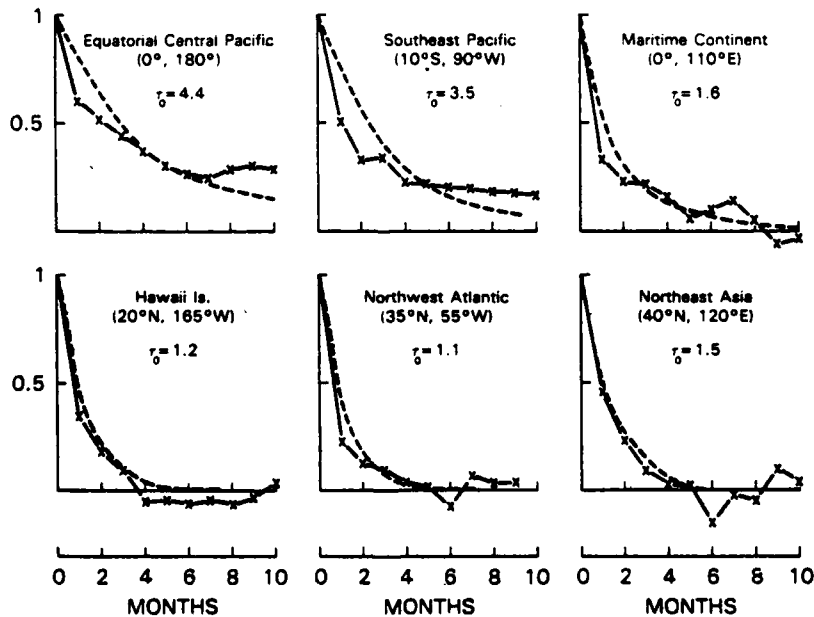 1
0.5
Equatorial Central Pacific
(0°, 180°)
τ₀=4.4
Southeast Pacific
(10°S, 90°W)
τ₀=3.5
Maritime Continent
(0°, 110°E)
τ₀=1.6
1
0.5
Hawaii Is.
(20°N, 165°W)
τ₀=1.2
Northwest Atlantic
(35°N, 55°W)
τ₀=1.1
Northeast Asia
(40°N, 120°E)
τ₀=1.5
0 2 4 6 8 10
MONTHS
0 2 4 6 8 10
MONTHS
0 2 4 6 8 10
MONTHS